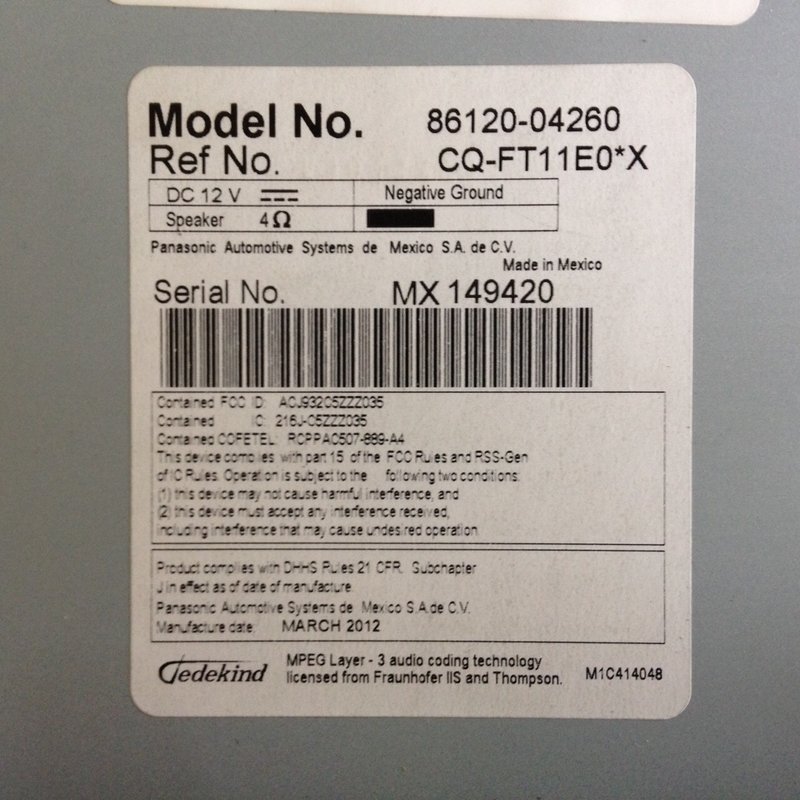 Model No. 86120-04260
Ref No. CQ-FT11E0*X
DC 12 V Negative Ground
Speaker 4Ω
Panasonic Automotive Systems de Mexico S.A. de C.V.
Made in Mexico
Serial No. MX 149420
Contained FCC ID: ACJ932C5ZZZ035
Contained IC: 216J-C5ZZZ035
Contained COFETEL: RCPPAC507-889-A4
This device complies with part 15 of the FCC Rules and RSS-Gen
of IC Rules. Operation is subject to the following two conditions:
(1) this device may not cause harmful interference, and
(2) this device must accept any interference received,
including interference that may cause undesired operation
Product complies with DHHS Rules 21 CFR. Subchapter
J in effect as of date of manufacture.
Panasonic Automotive Systems de Mexico S.A. de C.V.
Manufacture date: MARCH 2012
Jedekind MPEG Layer - 3 audio coding technology
licensed from Fraunhofer IIS and Thompson. M1C414048